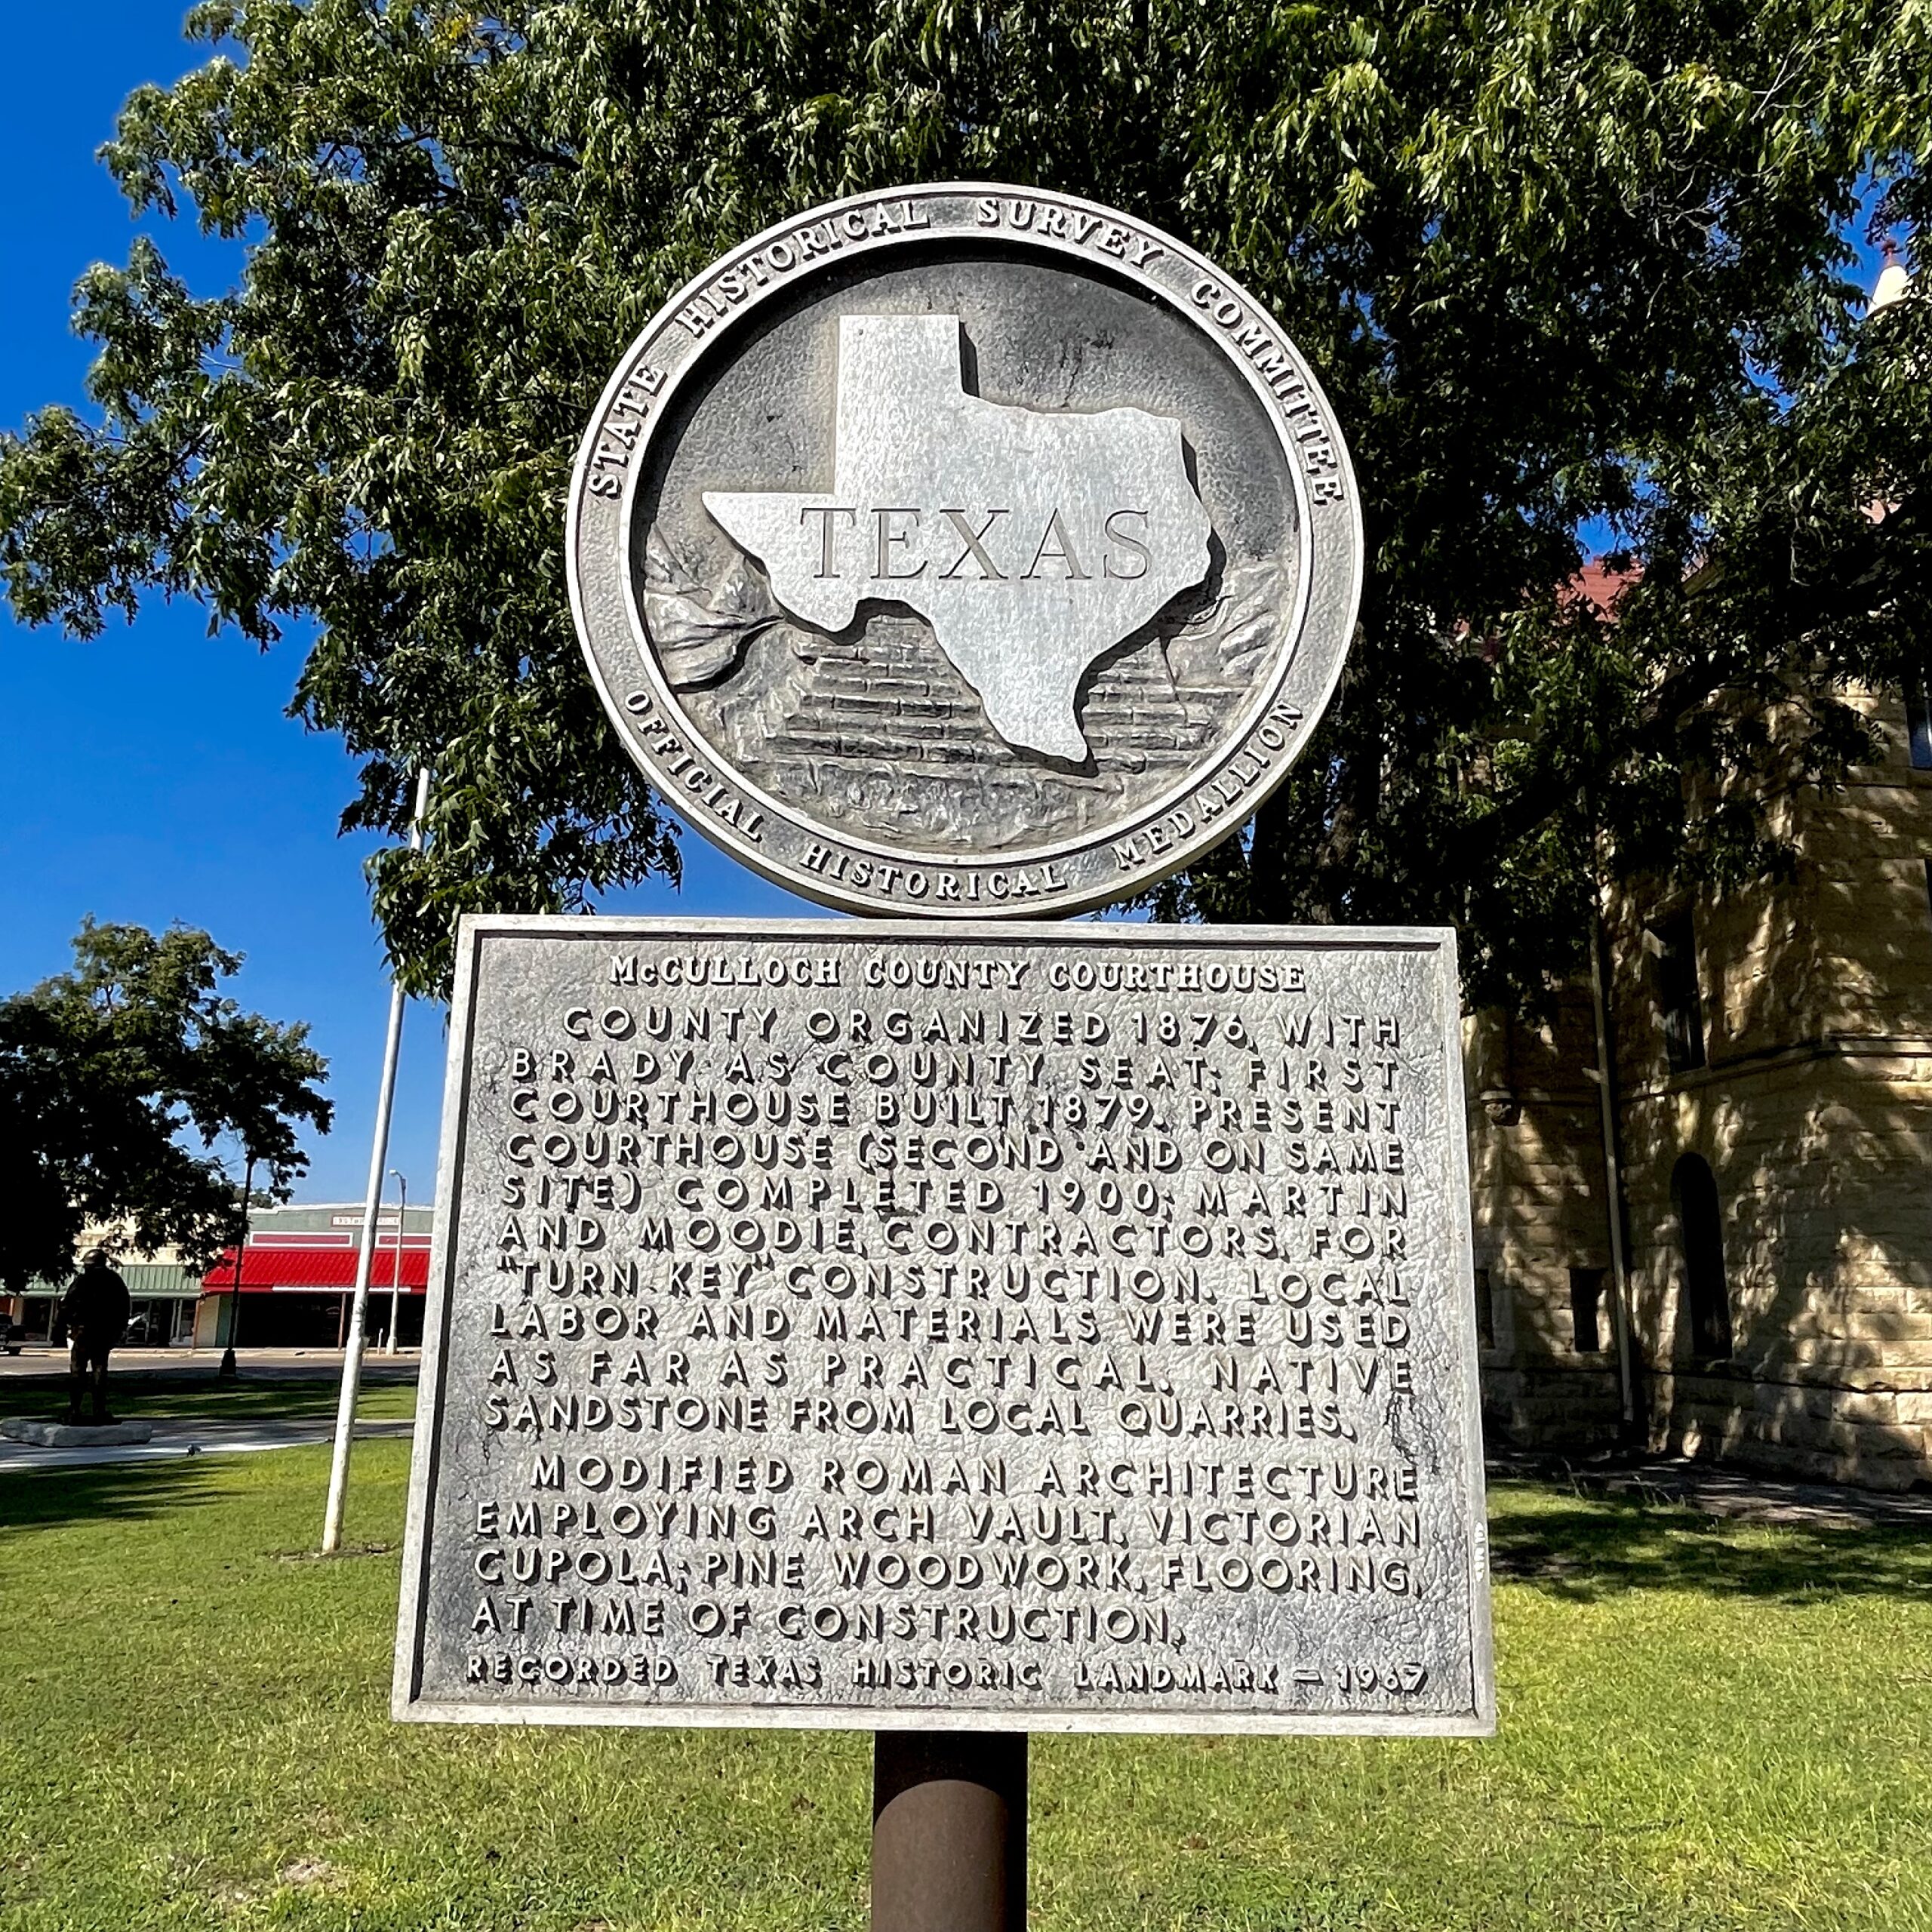 STATE HISTORICAL SURVEY COMMITTEE
TEXAS
OFFICIAL HISTORICAL MEDALLION
McCULLOCH COUNTY COURTHOUSE
COUNTY ORGANIZED 1876, WITH
BRADY AS COUNTY SEAT; FIRST
COURTHOUSE BUILT 1879. PRESENT
COURTHOUSE (SECOND AND ON SAME
SITE) COMPLETED 1900; MARTIN
AND MOODIE, CONTRACTORS, FOR
"TURN KEY" CONSTRUCTION. LOCAL
LABOR AND MATERIALS WERE USED
AS FAR AS PRACTICAL. NATIVE
SANDSTONE FROM LOCAL QUARRIES.
MODIFIED ROMAN ARCHITECTURE
EMPLOYING ARCH VAULT, VICTORIAN
CUPOLA; PINE WOODWORK, FLOORING,
AT TIME OF CONSTRUCTION.
RECORDED TEXAS HISTORIC LANDMARK — 1967